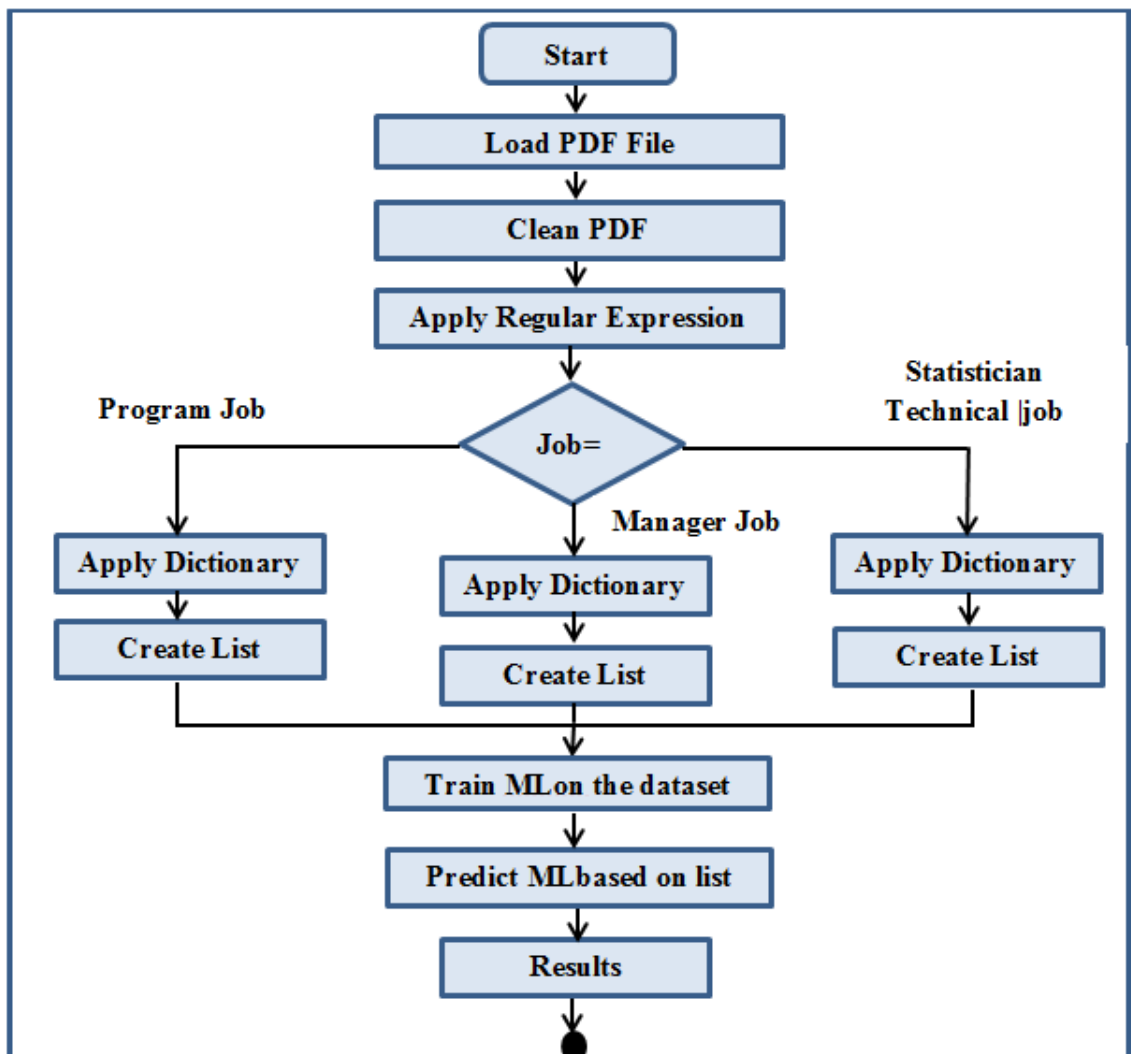 Start
Load PDF File
Clean PDF
Apply Regular Expression
Statistician
Technical |job
Program Job
Job=
Manager Job
Apply Dictionary
Apply Dictionary
Apply Dictionary
Create List
Create List
Create List
Train MLon the dataset
Predict MLbased on list
Results